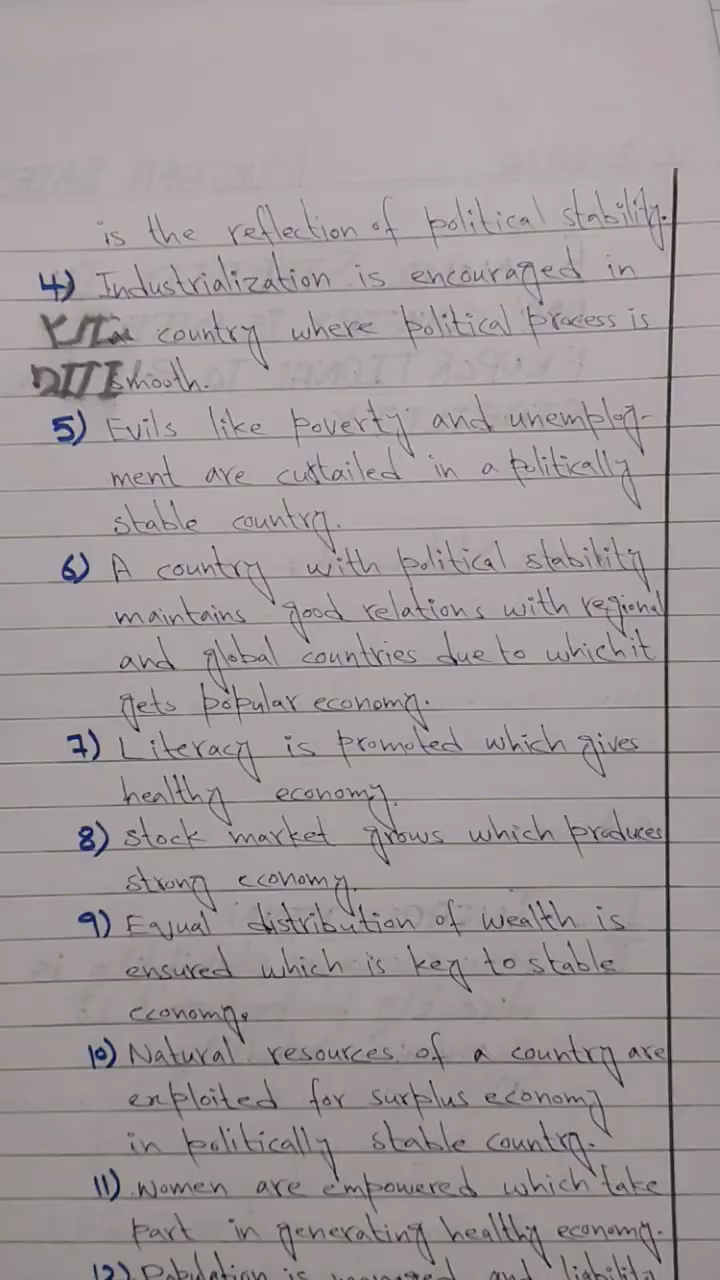 is the reflection of political stability.
4) Industrialization is encouraged in
country where political process is
smooth.
5) Evils like poverty and unemploy-
ment are curtailed in a politically
stable country.
6) A country with political stability
maintains good relations with regional
and global countries due to which it
gets popular economy.
7) Literacy is promoted which gives
healthy economy.
8) Stock market grows which produces
strong economy.
9) Equal distribution of wealth is
ensured which is key to stable
economy.
10) Natural resources of a country are
exploited for surplus economy
in politically stable country.
11) Women are empowered which take
part in generating healthy economy.
12) Population is and liability